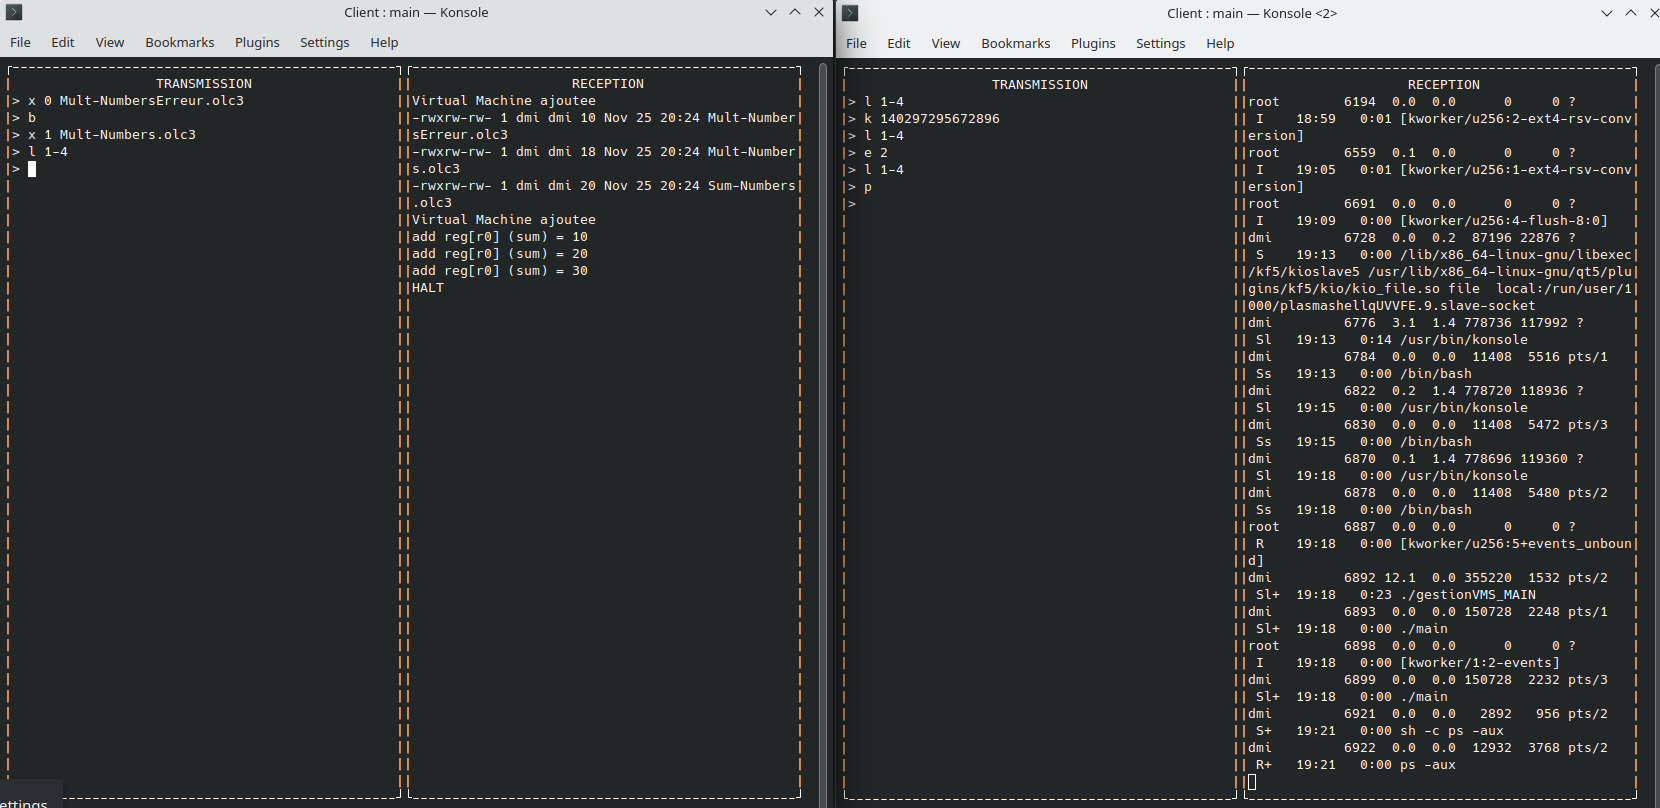 Client : main — Konsole
File Edit View Bookmarks Plugins Settings Help
TRANSMISSION
> x 0 Mult-NumbersErreur.olc3
> b
> x 1 Mult-Numbers.olc3
> l 1-4
>
RECEPTION
Virtual Machine ajoutee
-rwxrw-rw- 1 dmi dmi 10 Nov 25 20:24 Mult-Number
sErreur.olc3
-rwxrw-rw- 1 dmi dmi 18 Nov 25 20:24 Mult-Number
s.olc3
-rwxrw-rw- 1 dmi dmi 20 Nov 25 20:24 Sum-Numbers
.olc3
Virtual Machine ajoutee
add reg[r0] (sum) = 10
add reg[r0] (sum) = 20
add reg[r0] (sum) = 30
HALT
ettings
Client : main — Konsole <2>
File Edit View Bookmarks Plugins Settings Help
TRANSMISSION
> l 1-4
> k 140297295672896
> l 1-4
> e 2
> l 1-4
> p
>
RECEPTION
root 6194 0.0 0.0 0 0 ?
I 18:59 0:01 [kworker/u256:2-ext4-rsv-conv
ersion]
root 6559 0.1 0.0 0 0 ?
I 19:05 0:01 [kworker/u256:1-ext4-rsv-conv
ersion]
root 6691 0.0 0.0 0 0 ?
I 19:09 0:00 [kworker/u256:4-flush-8:0]
dmi 6728 0.0 0.2 87196 22876 ?
S 19:13 0:00 /lib/x86_64-linux-gnu/libexec
/kf5/kioslave5 /usr/lib/x86_64-linux-gnu/qt5/plu
gins/kf5/kio/kio_file.so file local:/run/user/1
000/plasmashellqUVVFE.9.slave-socket
dmi 6776 3.1 1.4 778736 117992 ?
Sl 19:13 0:14 /usr/bin/konsole
dmi 6784 0.0 0.0 11408 5516 pts/1
Ss 19:13 0:00 /bin/bash
dmi 6822 0.2 1.4 778720 118936 ?
Sl 19:15 0:00 /usr/bin/konsole
dmi 6830 0.0 0.0 11408 5472 pts/3
Ss 19:15 0:00 /bin/bash
dmi 6870 0.1 1.4 778696 119360 ?
Sl 19:18 0:00 /usr/bin/konsole
dmi 6878 0.0 0.0 11408 5480 pts/2
Ss 19:18 0:00 /bin/bash
root 6887 0.0 0.0 0 0 ?
R 19:18 0:00 [kworker/u256:5+events_unboun
d]
dmi 6892 12.1 0.0 355220 1532 pts/2
Sl+ 19:18 0:23 ./gestionVMS_MAIN
dmi 6893 0.0 0.0 150728 2248 pts/1
Sl+ 19:18 0:00 ./main
root 6898 0.0 0.0 0 0 ?
I 19:18 0:00 [kworker/1:2-events]
dmi 6899 0.0 0.0 150728 2232 pts/3
Sl+ 19:18 0:00 ./main
dmi 6921 0.0 0.0 2892 956 pts/2
S+ 19:21 0:00 sh -c ps -aux
dmi 6922 0.0 0.0 12932 3768 pts/2
R+ 19:21 0:00 ps -aux